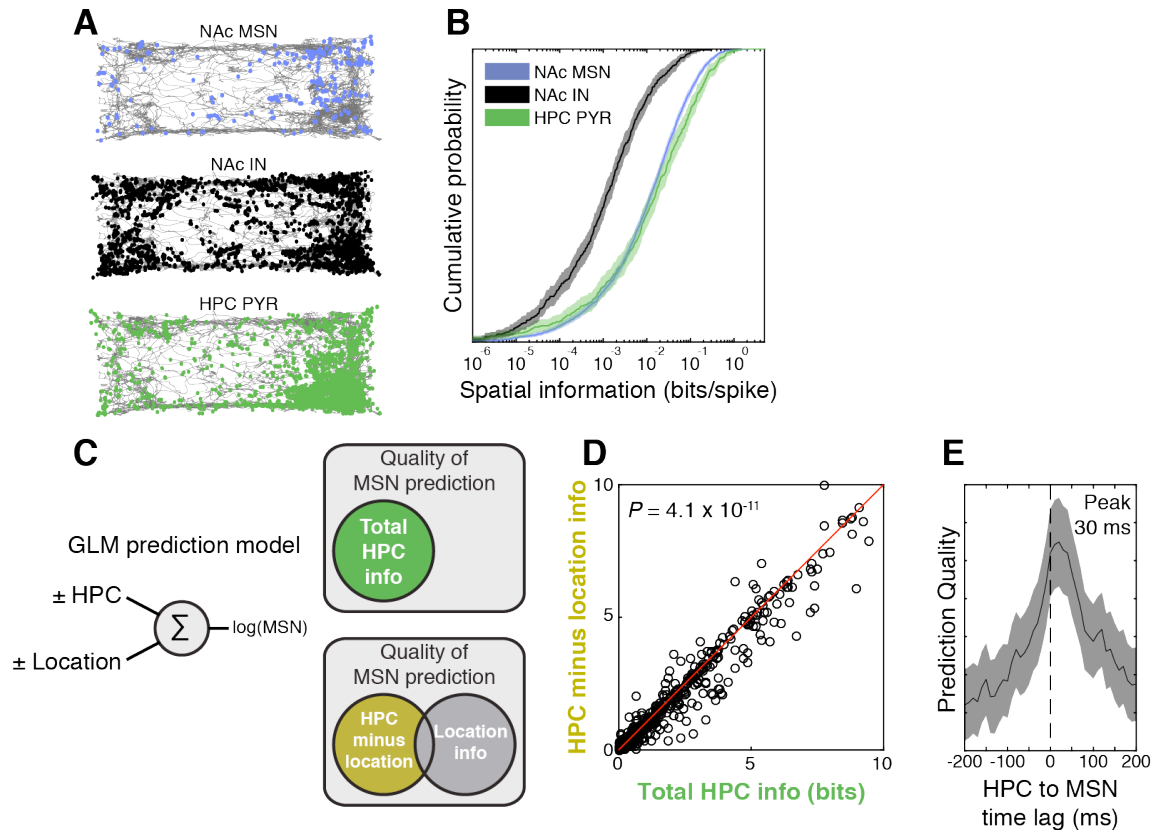 A
NAc MSN
NAc IN
HPC PYR
B
NAc MSN
NAc IN
HPC PYR
Cumulative probability
10-6 10-5 10-4 10-3 10-2 10-1 100
Spatial information (bits/spike)
C
GLM prediction model
± HPC
± Location
Σ
log(MSN)
Quality of
MSN prediction
Total
HPC
info
Quality of
MSN prediction
HPC
minus
location
Location
info
D
HPC minus location info
10
5
0
P = 4.1 x 10-11
0 5 10
Total HPC info (bits)
E
Prediction Quality
Peak
30 ms
-200 -100 0 100 200
HPC to MSN
time lag (ms)